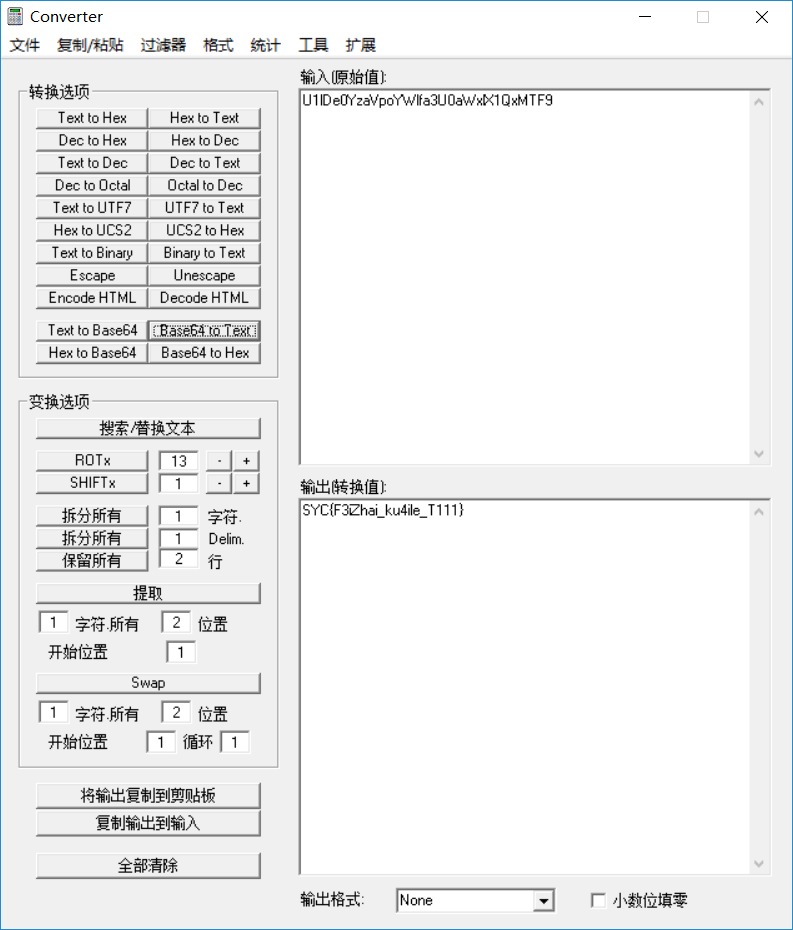 Converter
文件 复制/粘贴 过滤器 格式 统计 工具 扩展
转换选项
Text to Hex Hex to Text
Dec to Hex Hex to Dec
Text to Dec Dec to Text
Dec to Octal Octal to Dec
Text to UTF7 UTF7 to Text
Hex to UCS2 UCS2 to Hex
Text to Binary Binary to Text
Escape Unescape
Encode HTML Decode HTML
Text to Base64 Base64 to Text
Hex to Base64 Base64 to Hex
变换选项
搜索/替换文本
ROTx 13 - +
SHIFTx 1 - +
拆分所有 1 字符.
拆分所有 1 Delim.
保留所有 2 行
提取
1 字符.所有 2 位置
开始位置 1
Swap
1 字符.所有 2 位置
开始位置 1 循环 1
将输出复制到剪贴板
复制输出到输入
全部清除
输入(原始值):
U1lDe0YzaVpoYWlfa3U0aWxlX1QxMTF9
输出(转换值):
SYC{F3iZhai_ku4ile_T111}
输出格式: None 小数位填零